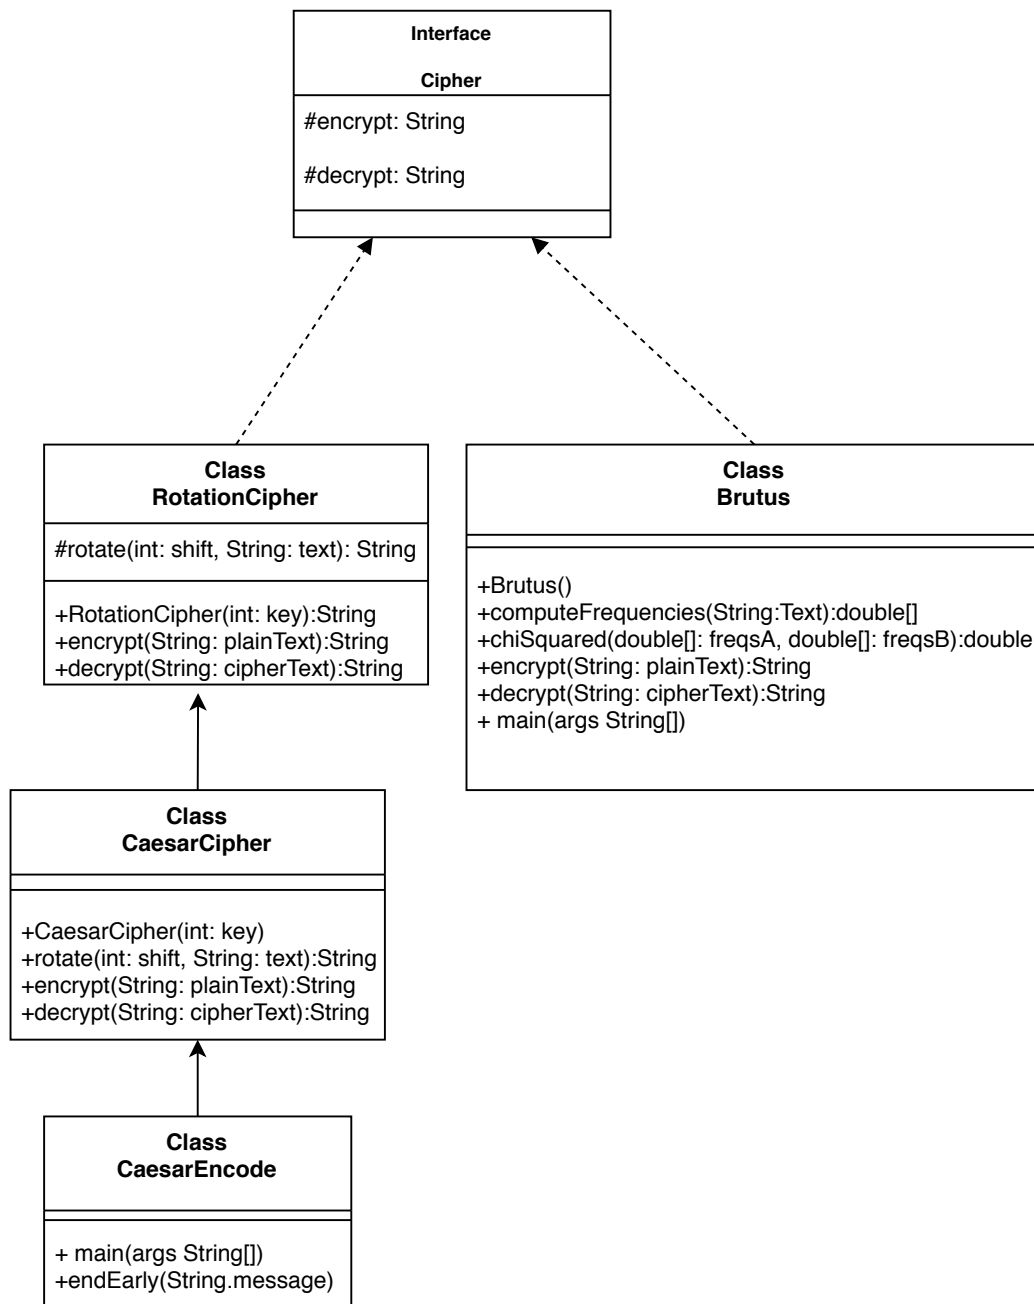 Interface
Cipher
#encrypt: String
#decrypt: String
Class
RotationCipher
#rotate(int: shift, String: text): String
+RotationCipher(int: key):String
+encrypt(String: plainText):String
+decrypt(String: cipherText):String
Class
Brutus
+Brutus()
+computeFrequencies(String:Text):double[]
+chiSquared(double[]: freqsA, double[]: freqsB):double
+encrypt(String: plainText):String
+decrypt(String: cipherText):String
+ main(args String[])
Class
CaesarCipher
+CaesarCipher(int: key)
+rotate(int: shift, String: text):String
+encrypt(String: plainText):String
+decrypt(String: cipherText):String
Class
CaesarEncode
+ main(args String[])
+endEarly(String.message)